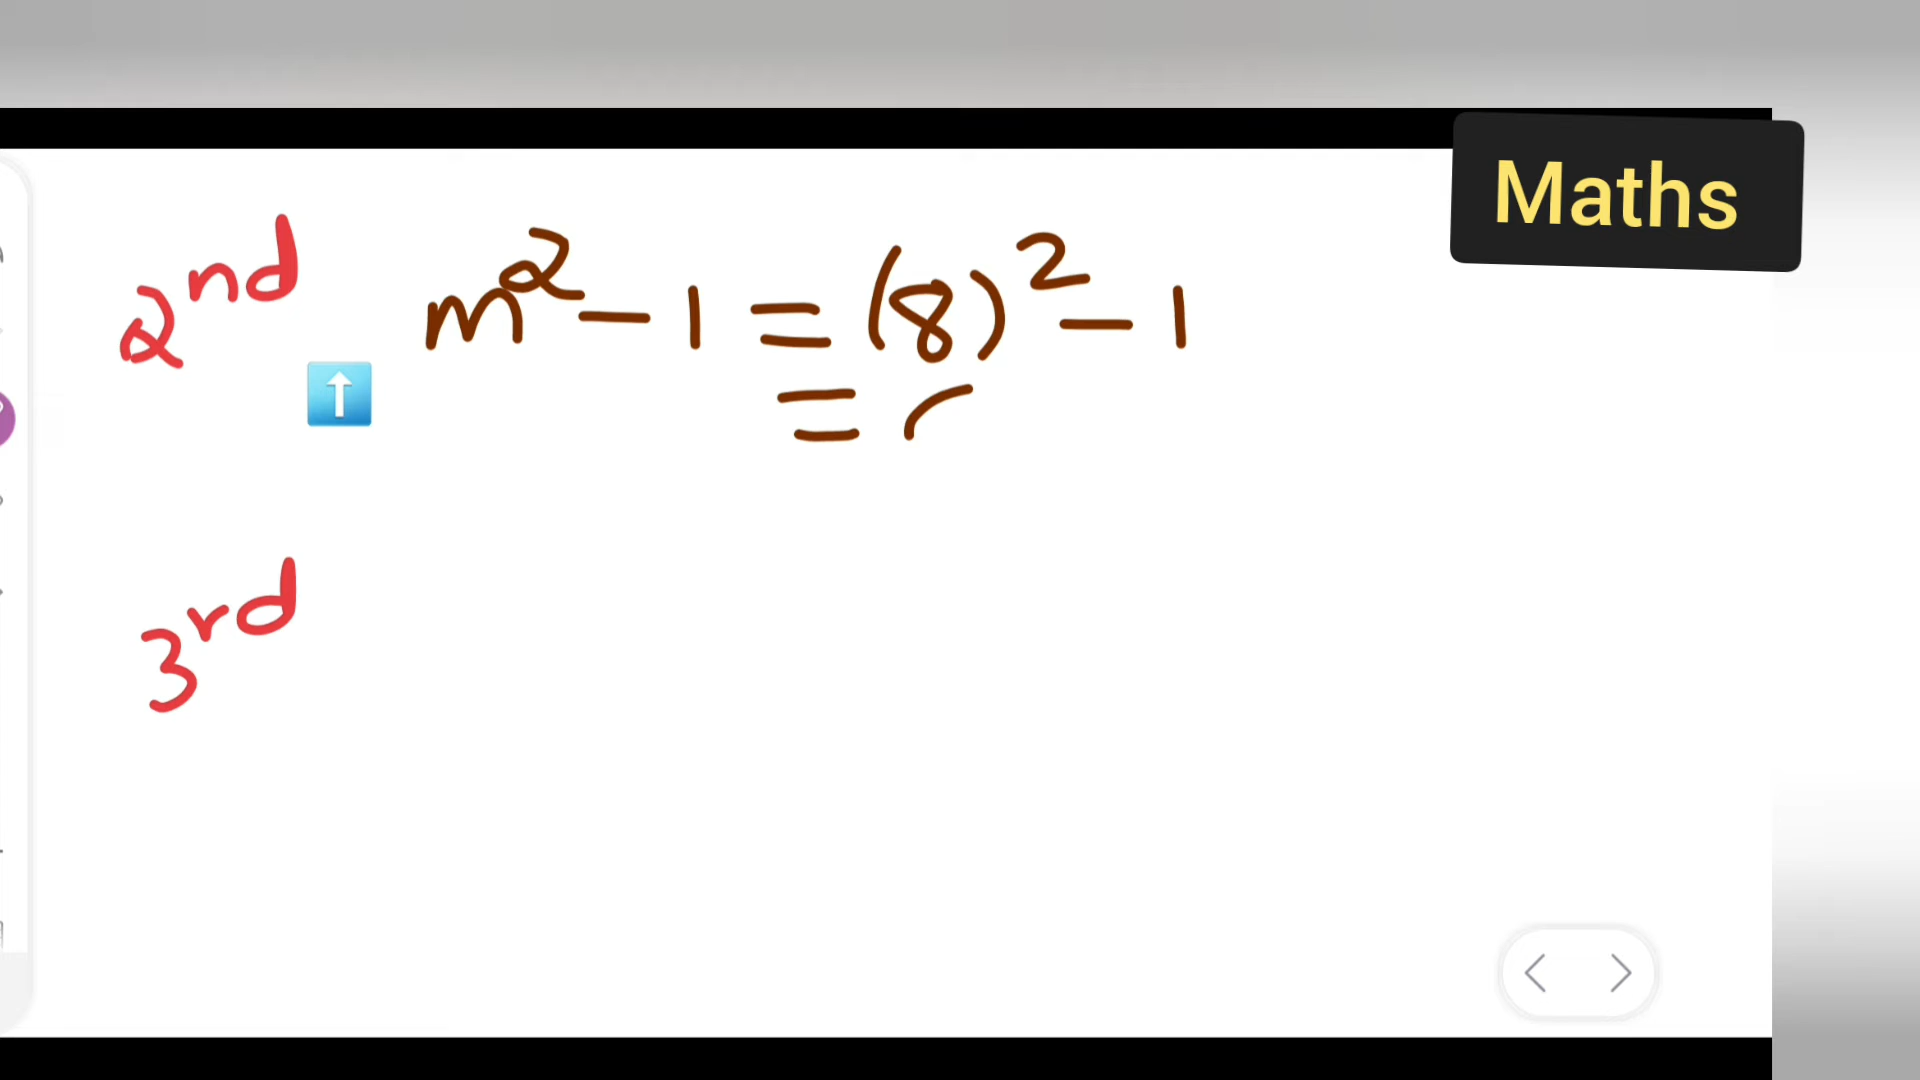 Maths
2nd m² - 1 = (8)² - 1
=
3rd